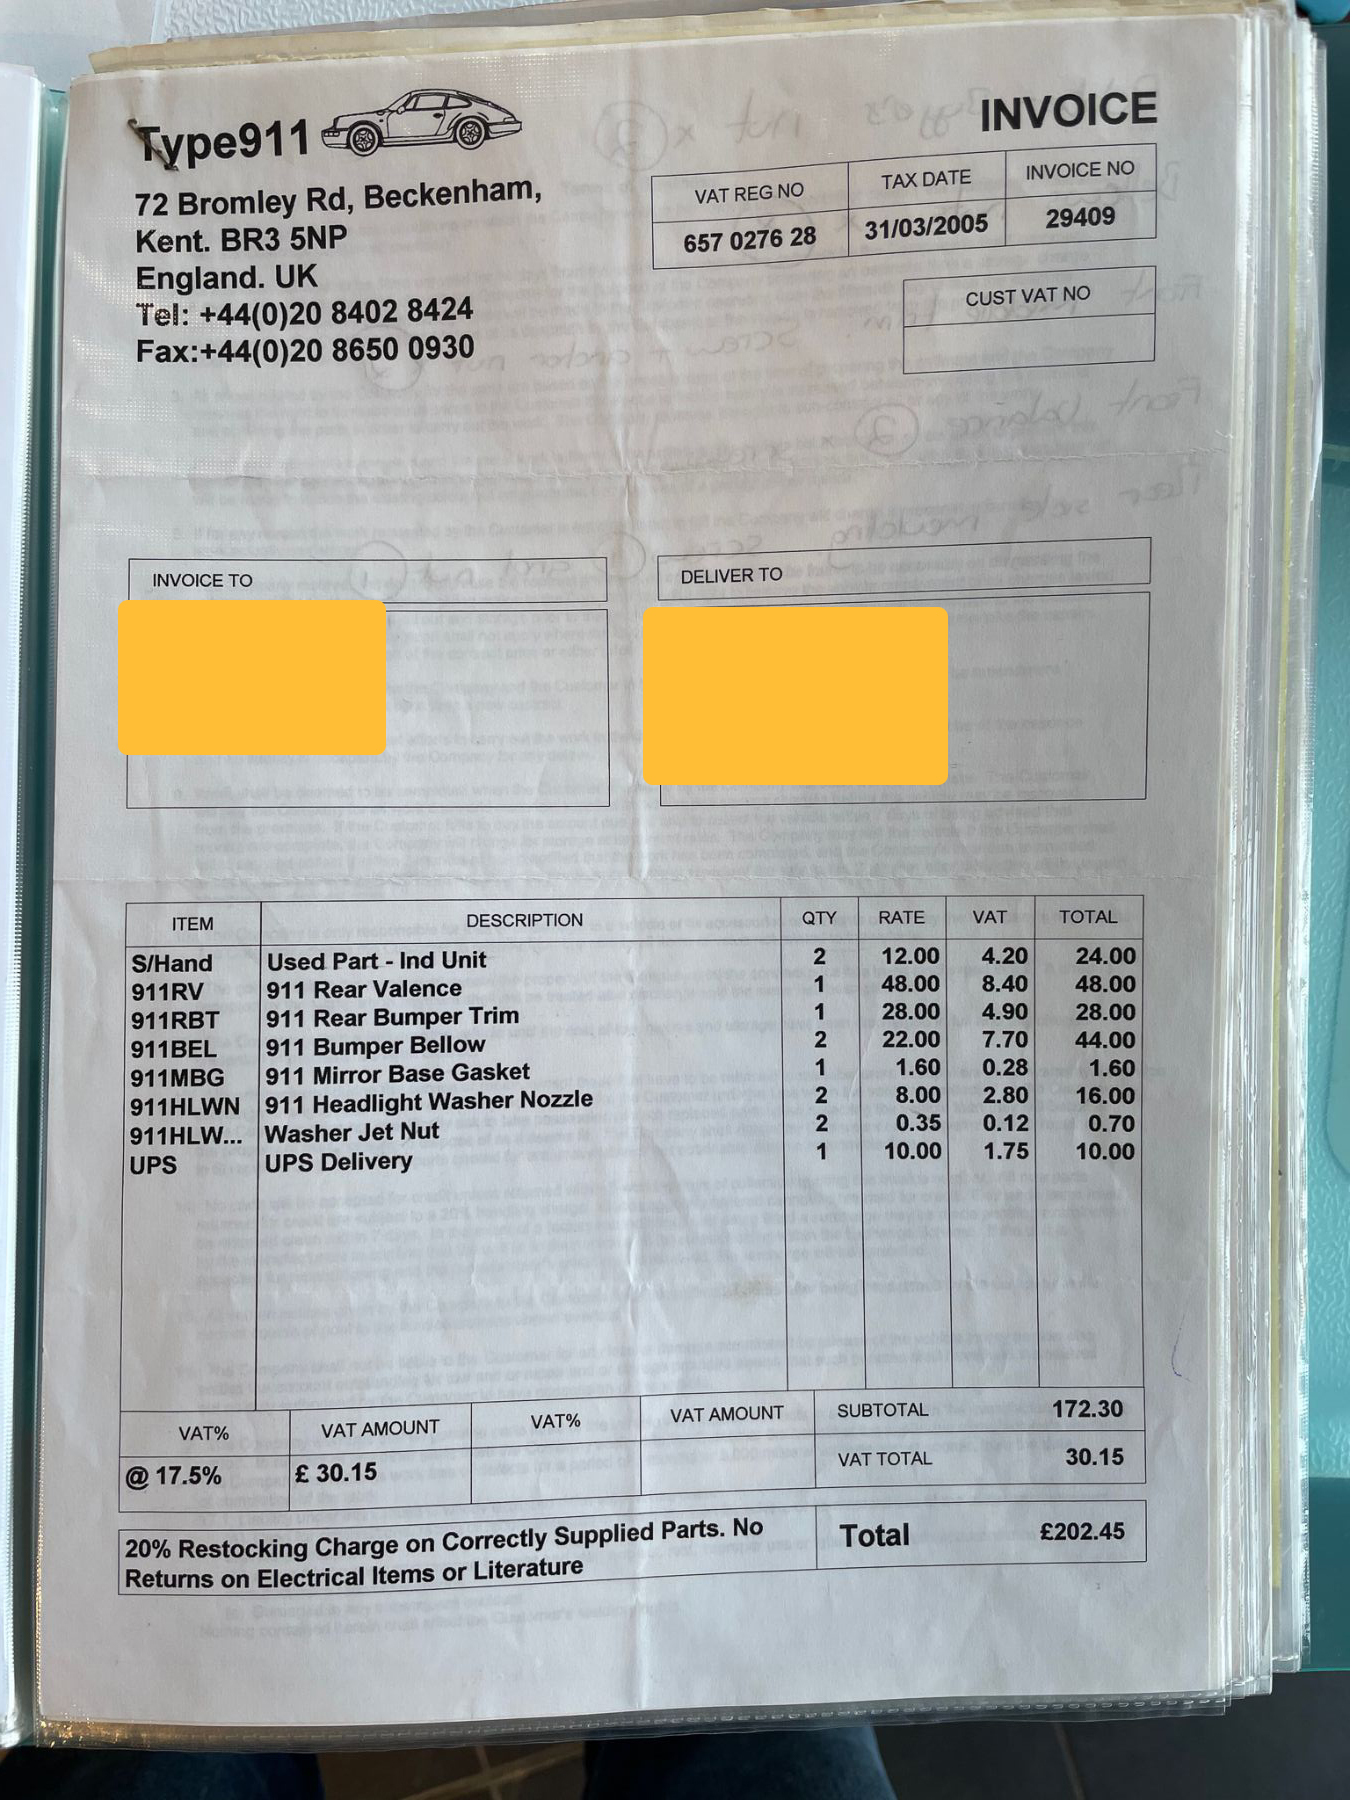 Type911
INVOICE
72 Bromley Rd, Beckenham,
Kent. BR3 5NP
England. UK
Tel: +44(0)20 8402 8424
Fax:+44(0)20 8650 0930
VAT REG NO TAX DATE INVOICE NO
657 0276 28 31/03/2005 29409
CUST VAT NO
INVOICE TO
DELIVER TO
ITEM DESCRIPTION QTY RATE VAT TOTAL
S/Hand Used Part - Ind Unit 2 12.00 4.20 24.00
911RV 911 Rear Valence 1 48.00 8.40 48.00
911RBT 911 Rear Bumper Trim 1 28.00 4.90 28.00
911BEL 911 Bumper Bellow 2 22.00 7.70 44.00
911MBG 911 Mirror Base Gasket 1 1.60 0.28 1.60
911HLWN 911 Headlight Washer Nozzle 2 8.00 2.80 16.00
911HLW... Washer Jet Nut 2 0.35 0.12 0.70
UPS UPS Delivery 1 10.00 1.75 10.00
VAT% VAT AMOUNT VAT% VAT AMOUNT SUBTOTAL 172.30
@ 17.5% £ 30.15 VAT TOTAL 30.15
20% Restocking Charge on Correctly Supplied Parts. No
Returns on Electrical Items or Literature
Total £202.45